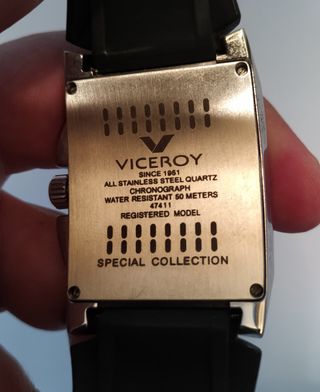 VICEROY
SINCE 1951
ALL STAINLESS STEEL QUARTZ
CHRONOGRAPH
WATER RESISTANT 50 METERS
47411
REGISTERED MODEL
SPECIAL COLLECTION